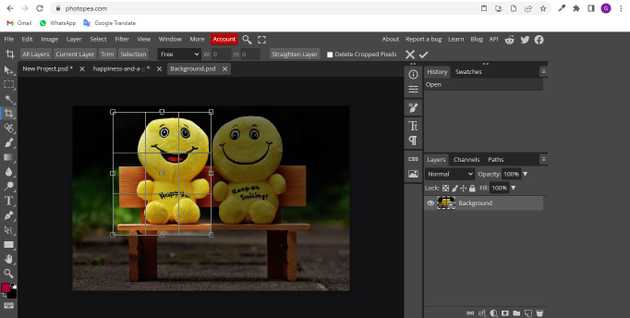 photopea.com
G
Gmail
WhatsApp
Google Translate
File Edit Image Layer Select Filter View Window More Account
About Report a bug Learn Blog API
All Layers Current Layer Trim Selection Free W: 0 H: 0 Straighten Layer Delete Cropped Pixels
New Project.psd * happiness-and-a-: * Background.psd
History Swatches
Open
Happy
Keep on
Smiling!
CSS
Layers Channels Paths
Normal Opacity: 100%
Lock: Fill: 100%
Background
eff